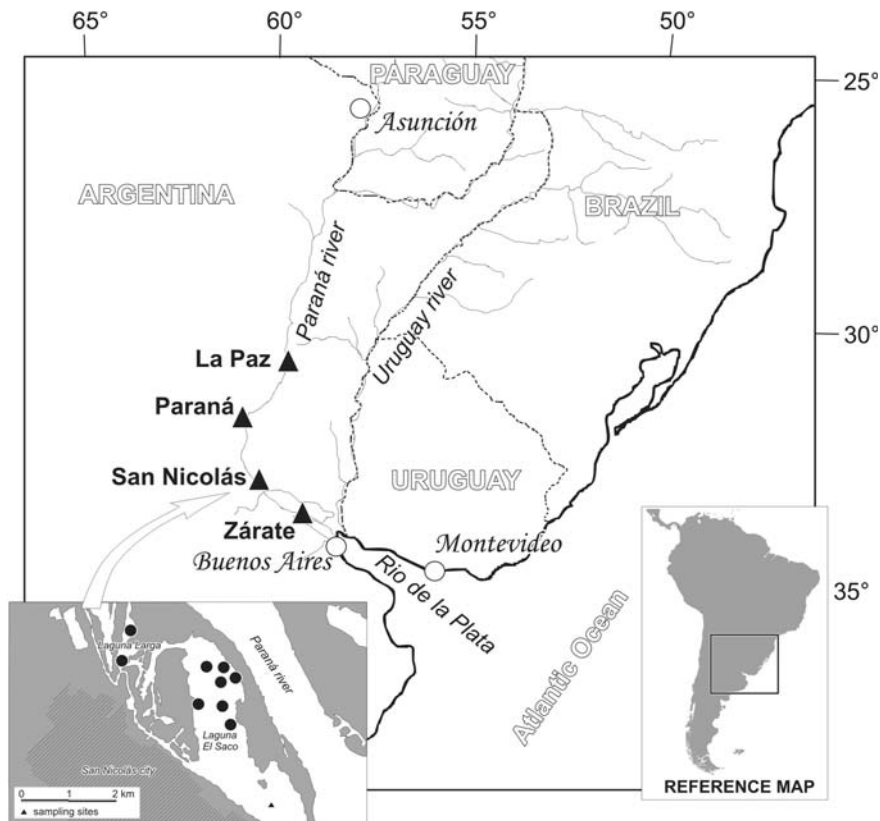 65°
60°
55°
50°
PARAGUAY
25°
Asunción
ARGENTINA
BRAZIL
Paraná river
Uruguay river
30°
La Paz
Paraná
San Nicolás
URUGUAY
Zárate
Buenos Aires
Montevideo
Rio de la Plata
35°
Atlantic Ocean
Laguna Larga
Paraná river
Laguna
El Saco
San Nicolás city
0 1 2 km
sampling sites
REFERENCE MAP